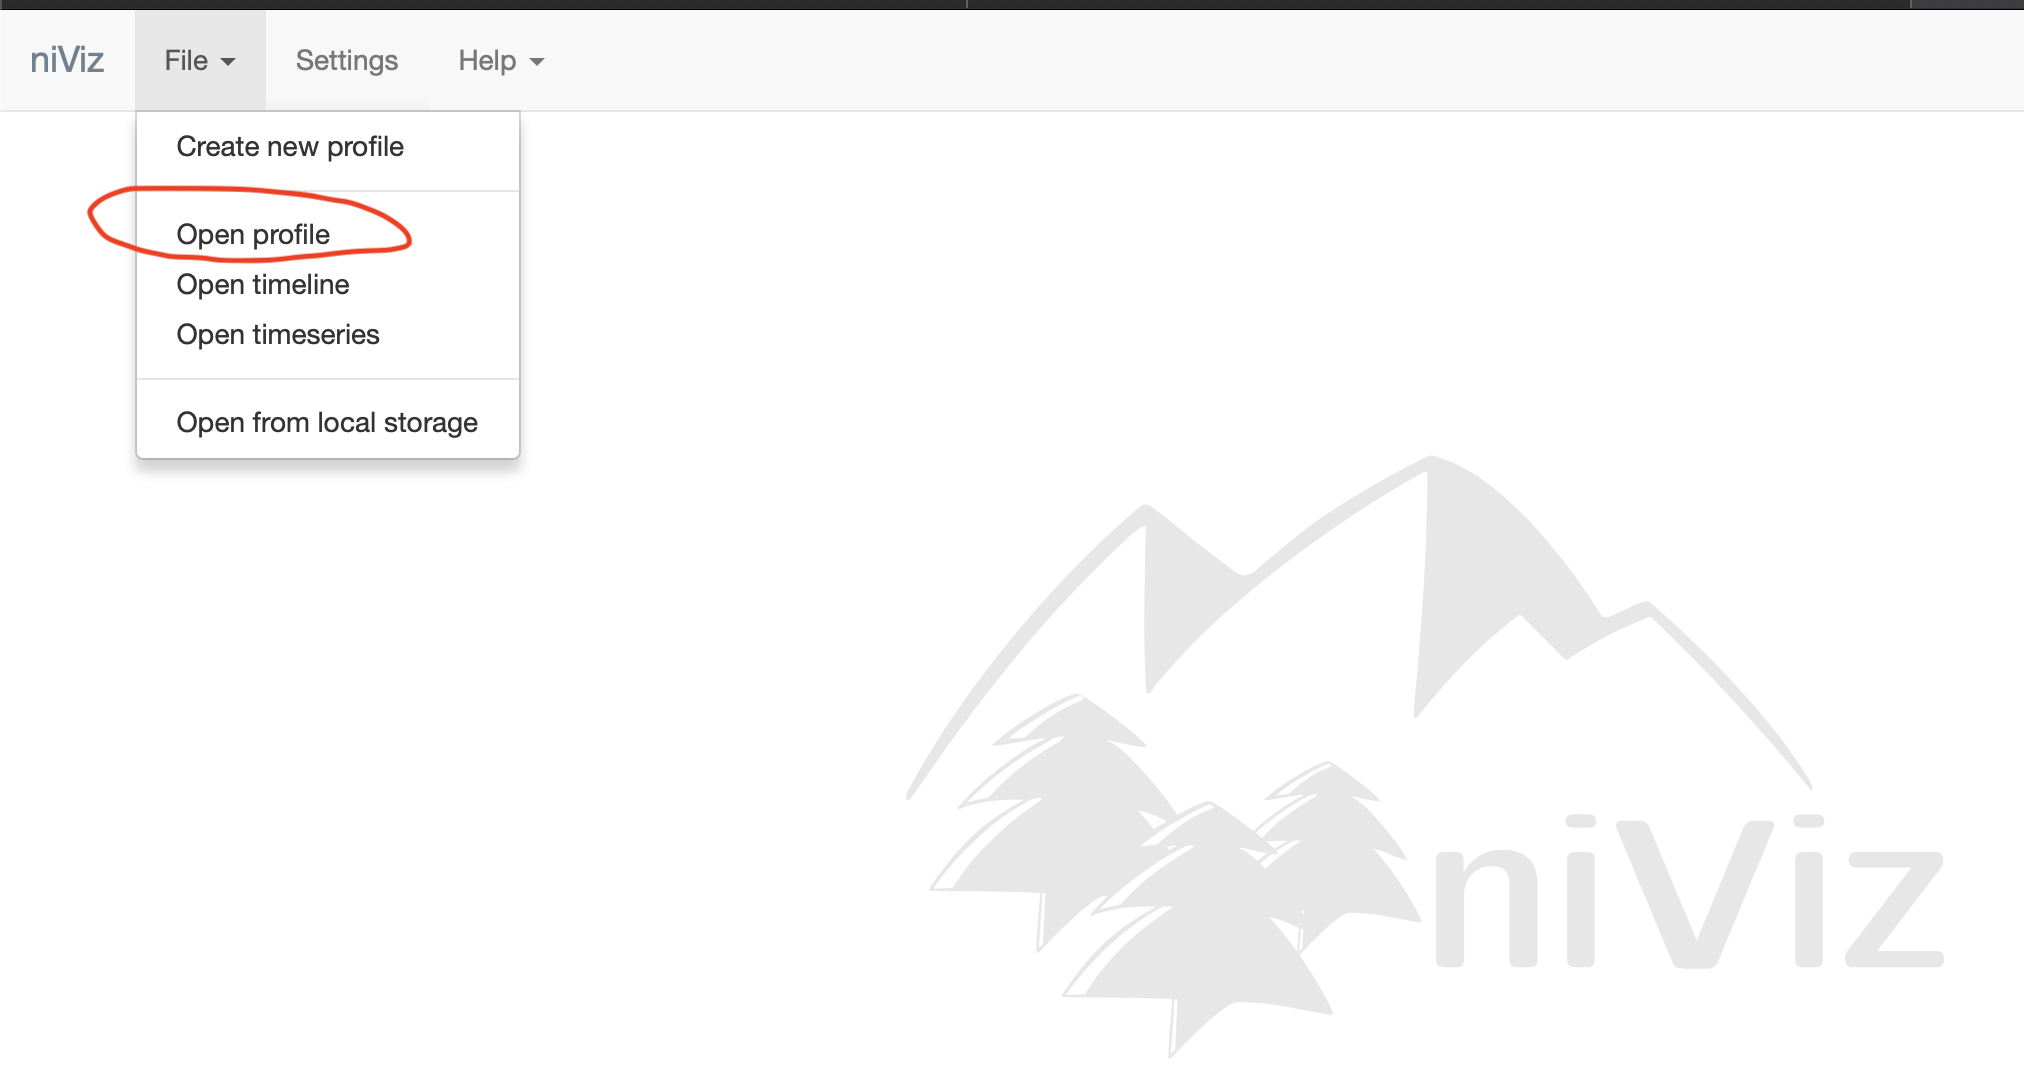 niViz File Settings Help
Create new profile
Open profile
Open timeline
Open timeseries
Open from local storage
niViz